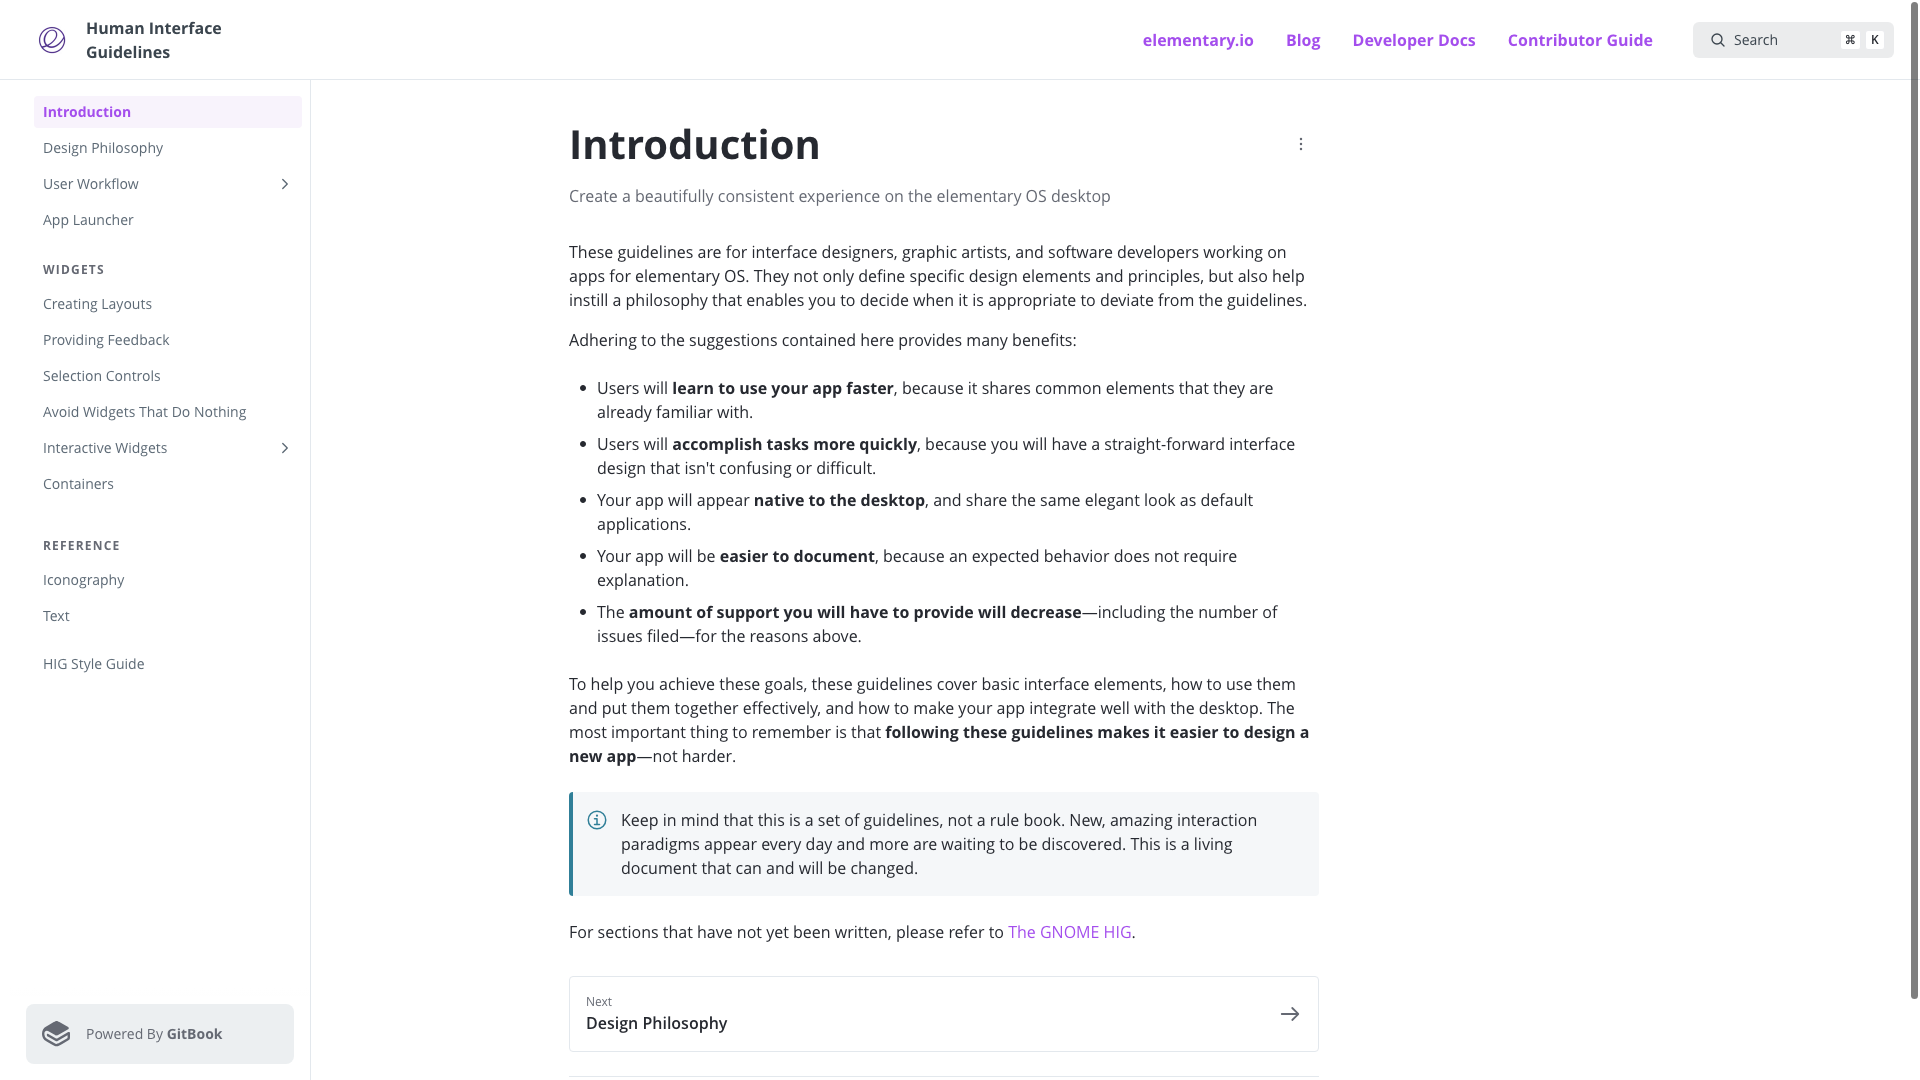 Human Interface
Guidelines
elementary.io
Blog
Developer Docs
Contributor Guide
Search
⌘
K
Introduction
Design Philosophy
User Workflow
App Launcher
WIDGETS
Creating Layouts
Providing Feedback
Selection Controls
Avoid Widgets That Do Nothing
Interactive Widgets
Containers
REFERENCE
Iconography
Text
HIG Style Guide
Powered By GitBook
Introduction
Create a beautifully consistent experience on the elementary OS desktop
These guidelines are for interface designers, graphic artists, and software developers working on
apps for elementary OS. They not only define specific design elements and principles, but also help
instill a philosophy that enables you to decide when it is appropriate to deviate from the guidelines.
Adhering to the suggestions contained here provides many benefits:
Users will learn to use your app faster, because it shares common elements that they are
already familiar with.
Users will accomplish tasks more quickly, because you will have a straight-forward interface
design that isn't confusing or difficult.
Your app will appear native to the desktop, and share the same elegant look as default
applications.
Your app will be easier to document, because an expected behavior does not require
explanation.
The amount of support you will have to provide will decrease—including the number of
issues filed—for the reasons above.
To help you achieve these goals, these guidelines cover basic interface elements, how to use them
and put them together effectively, and how to make your app integrate well with the desktop. The
most important thing to remember is that following these guidelines makes it easier to design a
new app—not harder.
Keep in mind that this is a set of guidelines, not a rule book. New, amazing interaction
paradigms appear every day and more are waiting to be discovered. This is a living
document that can and will be changed.
For sections that have not yet been written, please refer to The GNOME HIG.
Next
Design Philosophy